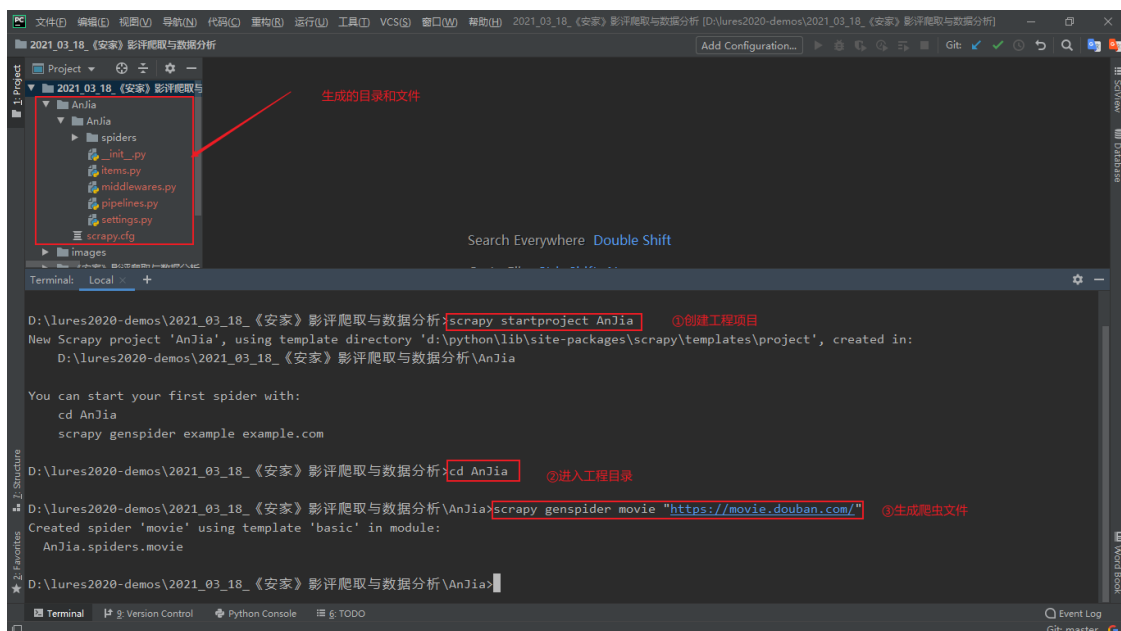 PC 文件(F) 编辑(E) 视图(V) 导航(N) 代码(C) 重构(R) 运行(U) 工具(T) VCS(S) 窗口(W) 帮助(H) 2021_03_18_《安家》影评爬取与数据分析 [D:\lures2020-demos\2021_03_18_《安家》影评爬取与数据分析]
2021_03_18_《安家》影评爬取与数据分析 Add Configuration... Git:
1: Project
Project
2021_03_18_《安家》影评爬取与
AnJia
AnJia
spiders
__init__.py
items.py
middlewares.py
pipelines.py
settings.py
scrapy.cfg
images
生成的目录和文件
Search Everywhere Double Shift
SciView
Database
Terminal: Local × +
D:\lures2020-demos\2021_03_18_《安家》影评爬取与数据分析>scrapy startproject AnJia ①创建工程项目
New Scrapy project 'AnJia', using template directory 'd:\python\lib\site-packages\scrapy\templates\project', created in:
D:\lures2020-demos\2021_03_18_《安家》影评爬取与数据分析\AnJia
You can start your first spider with:
cd AnJia
scrapy genspider example example.com
D:\lures2020-demos\2021_03_18_《安家》影评爬取与数据分析>cd AnJia ②进入工程目录
D:\lures2020-demos\2021_03_18_《安家》影评爬取与数据分析\AnJia>scrapy genspider movie "https://movie.douban.com/" ③生成爬虫文件
Created spider 'movie' using template 'basic' in module:
AnJia.spiders.movie
D:\lures2020-demos\2021_03_18_《安家》影评爬取与数据分析\AnJia>
7: Structure
2: Favorites
Word Book
Terminal 9: Version Control Python Console 6: TODO Event Log
Git: master